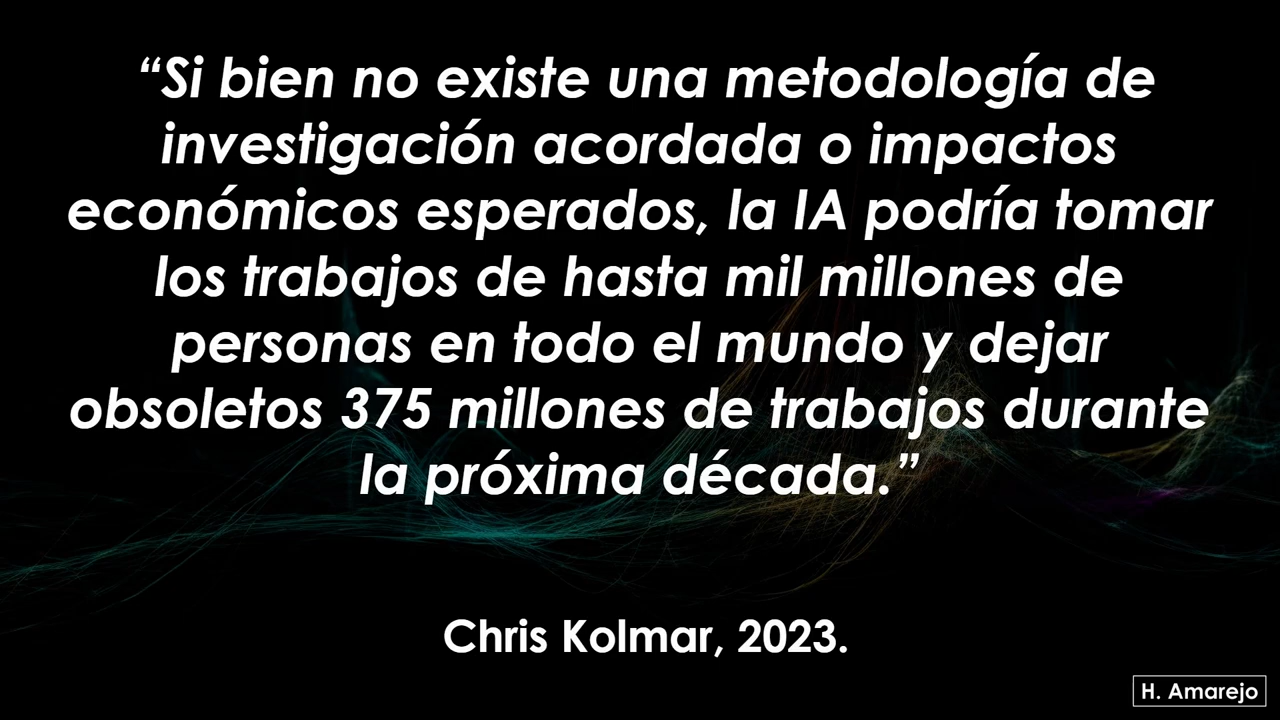 “Si bien no existe una metodología de
investigación acordada o impactos
económicos esperados, la IA podría tomar
los trabajos de hasta mil millones de
personas en todo el mundo y dejar
obsoletos 375 millones de trabajos durante
la próxima década.”
Chris Kolmar, 2023.
H. Amarejo